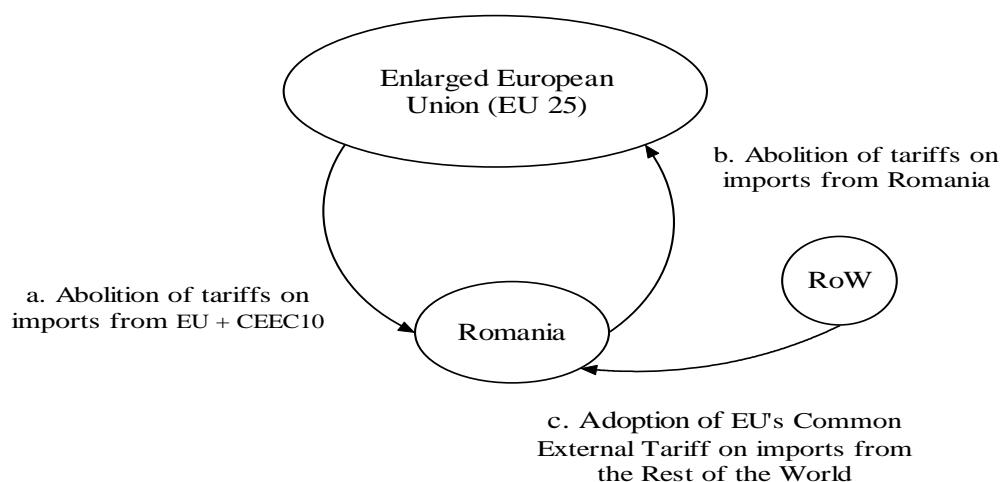 Enlarged European
Union (EU 25)
b. Abolition of tariffs on
imports from Romania
RoW
a. Abolition of tariffs on
imports from EU + CEEC10
Romania
c. Adoption of EU's Common
External Tariff on imports from
the Rest of the World